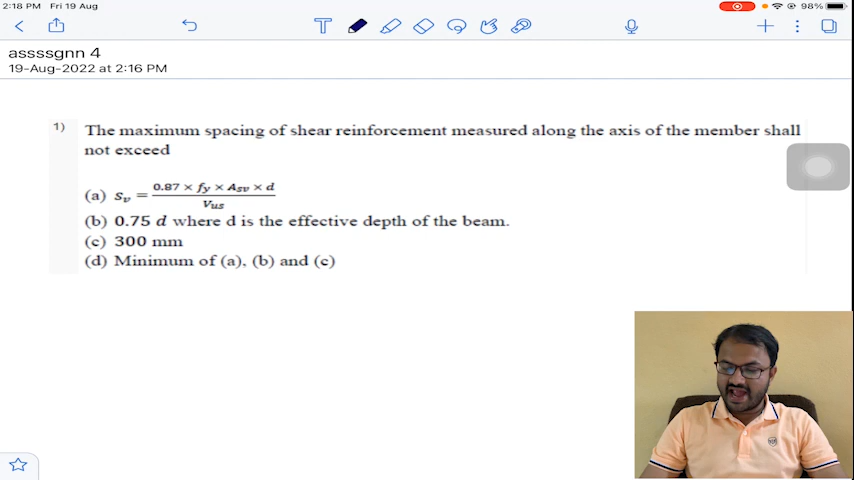 2:18 PM Fri 19 Aug 98%
assssgnn 4
19-Aug-2022 at 2:16 PM
1) The maximum spacing of shear reinforcement measured along the axis of the member shall
not exceed
(a) sᵥ = 0.87 × fy × Asv × d / Vus
(b) 0.75 d where d is the effective depth of the beam.
(c) 300 mm
(d) Minimum of (a), (b) and (c)